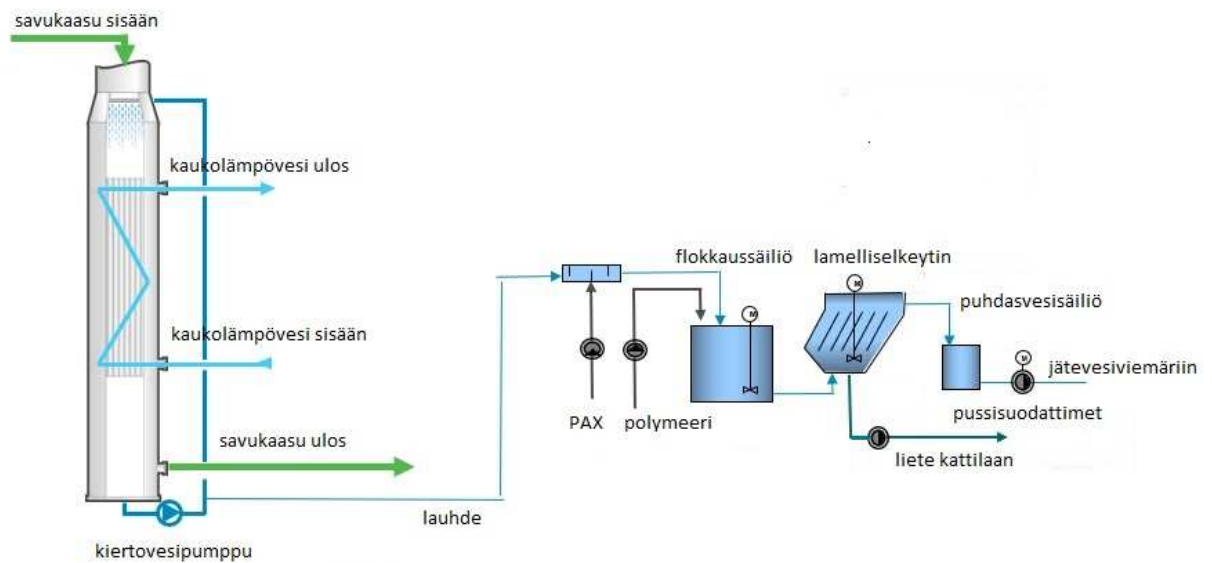 savukaasu sisään
kaukolämpövesi ulos
flokkaussäiliö
lamelliselkeytin
M
puhdasvesisäiliö
kaukolämpövesi sisään
M
M
jätevesiviemäriin
PAX
polymeeri
pussisuodattimet
savukaasu ulos
liete kattilaan
lauhde
kiertovesipumppu